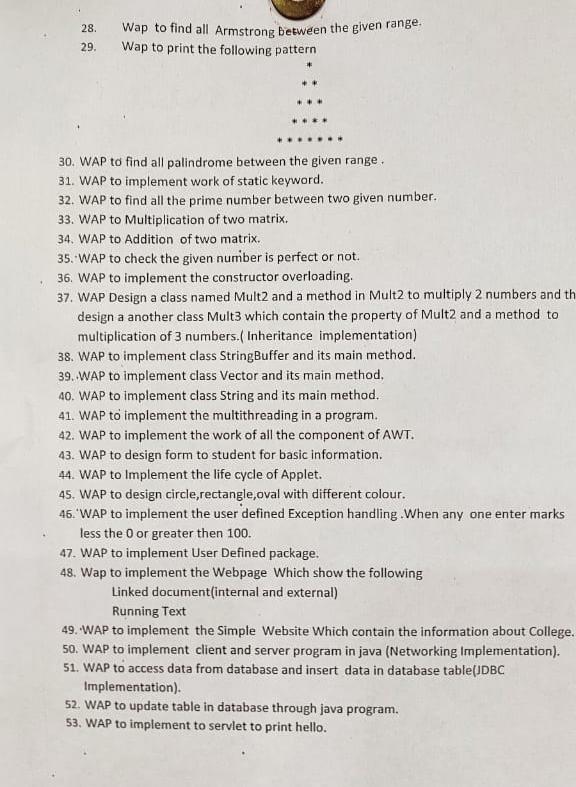 28. Wap to find all Armstrong between the given range.
29. Wap to print the following pattern
*
* *
* * *
* * * *
* * * * * * *
30. WAP to find all palindrome between the given range .
31. WAP to implement work of static keyword.
32. WAP to find all the prime number between two given number.
33. WAP to Multiplication of two matrix.
34. WAP to Addition of two matrix.
35. WAP to check the given number is perfect or not.
36. WAP to implement the constructor overloading.
37. WAP Design a class named Mult2 and a method in Mult2 to multiply 2 numbers and th
design a another class Mult3 which contain the property of Mult2 and a method to
multiplication of 3 numbers.( Inheritance implementation)
38. WAP to implement class StringBuffer and its main method.
39. WAP to implement class Vector and its main method.
40. WAP to implement class String and its main method.
41. WAP to implement the multithreading in a program.
42. WAP to implement the work of all the component of AWT.
43. WAP to design form to student for basic information.
44. WAP to Implement the life cycle of Applet.
45. WAP to design circle,rectangle,oval with different colour.
46. WAP to implement the user defined Exception handling .When any one enter marks
less the 0 or greater then 100.
47. WAP to implement User Defined package.
48. Wap to implement the Webpage Which show the following
Linked document(internal and external)
Running Text
49. WAP to implement the Simple Website Which contain the information about College.
50. WAP to implement client and server program in java (Networking Implementation).
51. WAP to access data from database and insert data in database table(JDBC
Implementation).
52. WAP to update table in database through java program.
53. WAP to implement to servlet to print hello.